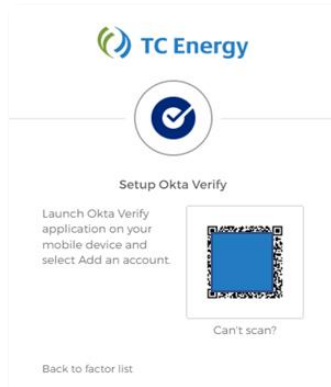 TC Energy
Setup Okta Verify
Launch Okta Verify
application on your
mobile device and
select Add an account.
Can't scan?
Back to factor list